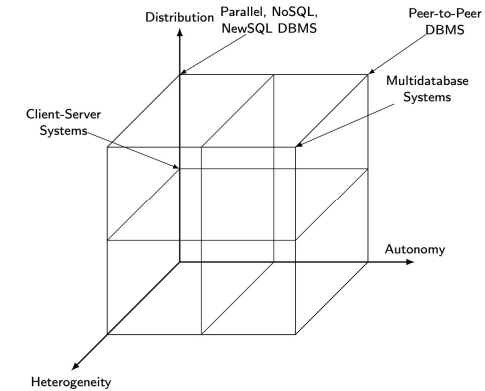 Distribution
Parallel, NoSQL,
NewSQL DBMS
Peer-to-Peer
DBMS
Multidatabase
Systems
Client-Server
Systems
Autonomy
Heterogeneity